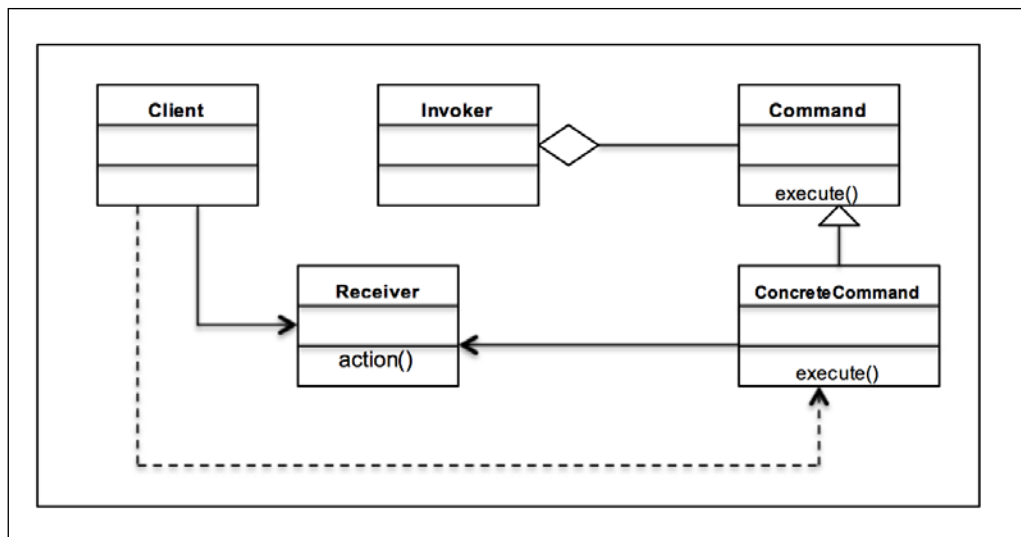 Client
Invoker
Command
execute()
Receiver
action()
ConcreteCommand
execute()